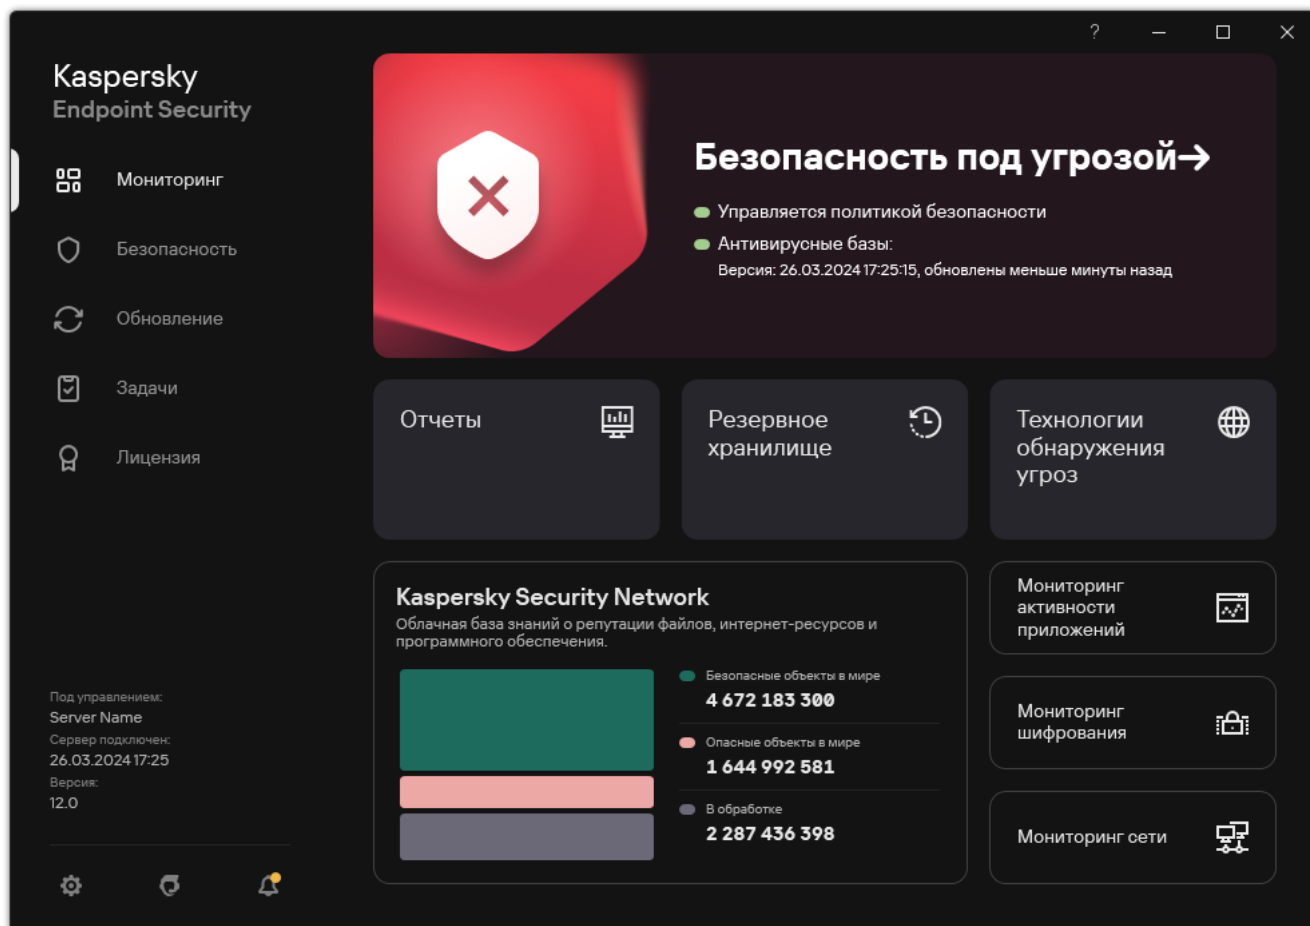 ?
Kaspersky
Endpoint Security
Мониторинг
Безопасность
Обновление
Задачи
Лицензия
Под управлением:
Server Name
Сервер подключен:
26.03.2024 17:25
Версия:
12.0
Безопасность под угрозой→
Управляется политикой безопасности
Антивирусные базы:
Версия: 26.03.2024 17:25:15, обновлены меньше минуты назад
Отчеты
Резервное
хранилище
Технологии
обнаружения
угроз
Kaspersky Security Network
Облачная база знаний о репутации файлов, интернет-ресурсов и
программного обеспечения.
Безопасные объекты в мире
4 672 183 300
Опасные объекты в мире
1 644 992 581
В обработке
2 287 436 398
Мониторинг
активности
приложений
Мониторинг
шифрования
Мониторинг сети